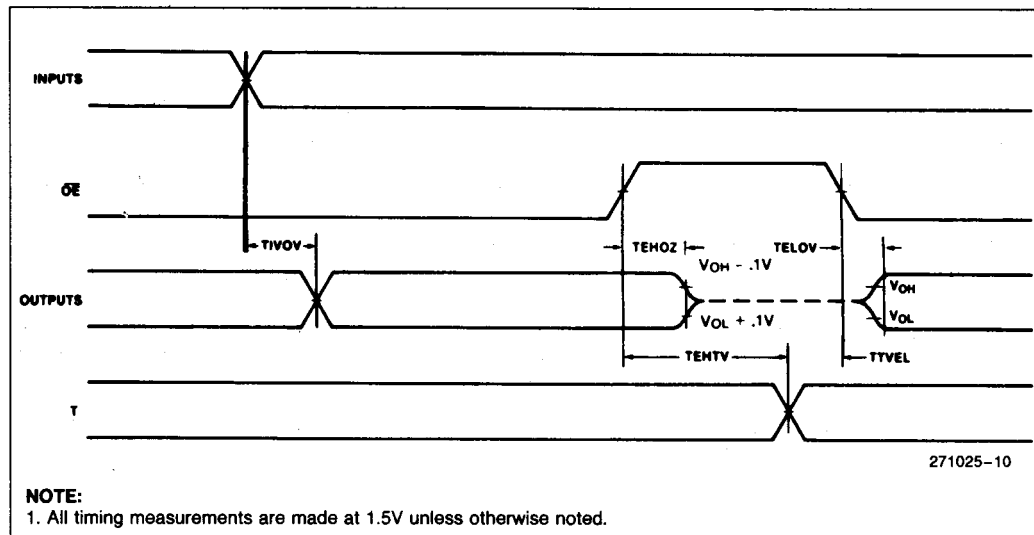 INPUTS
OE
TIVOV
TEHOZ
TELOV
VOH - .1V
OUTPUTS
VOH
VOL + .1V
VOL
TEHTV
TTVEL
T
271025-10
NOTE:
1. All timing measurements are made at 1.5V unless otherwise noted.